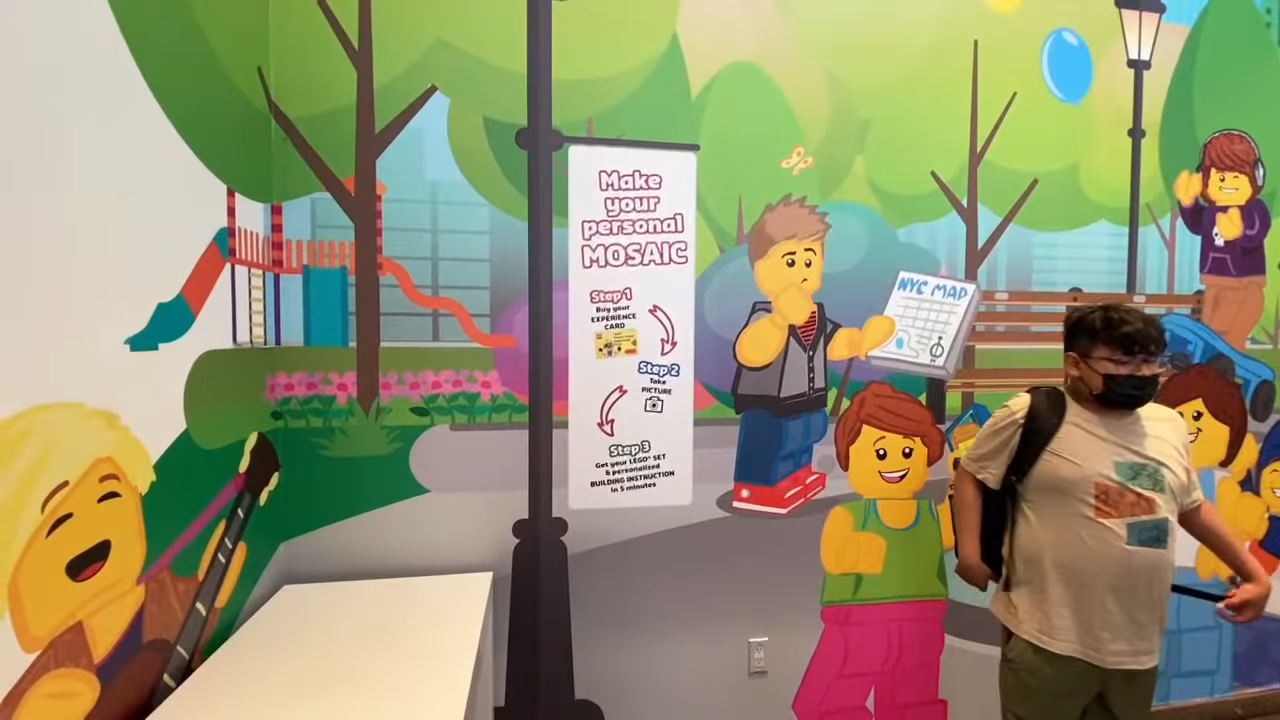 Make
your
personal
MOSAIC
Step 1
Buy your
EXPERIENCE
CARD
Step 2
Take
PICTURE
Step 3
Get your LEGO® SET
& personalized
BUILDING INSTRUCTION
in 5 minutes
NYC MAP